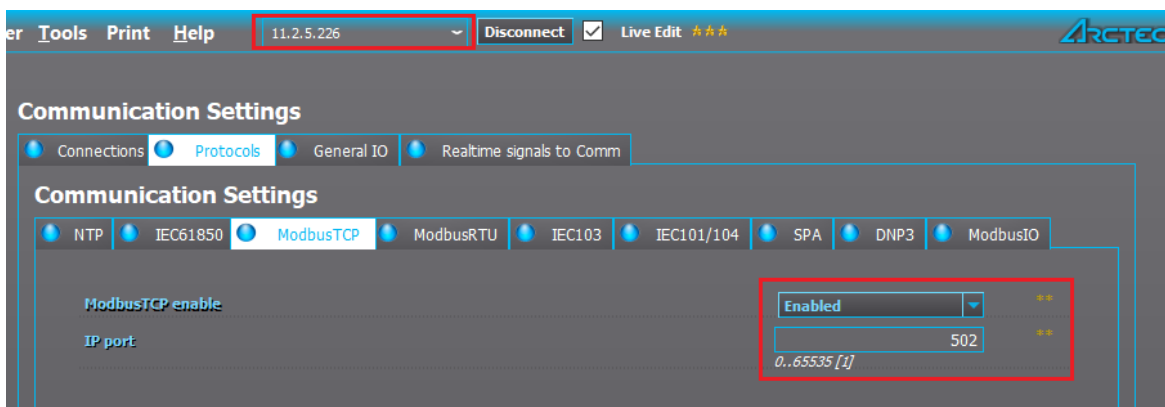 er Tools Print Help 11.2.5.226 Disconnect Live Edit ***
ARCTEC
Communication Settings
Connections Protocols General IO Realtime signals to Comm
Communication Settings
NTP IEC61850 ModbusTCP ModbusRTU IEC103 IEC101/104 SPA DNP3 ModbusIO
ModbusTCP enable Enabled **
IP port 502 **
0..65535 [1]